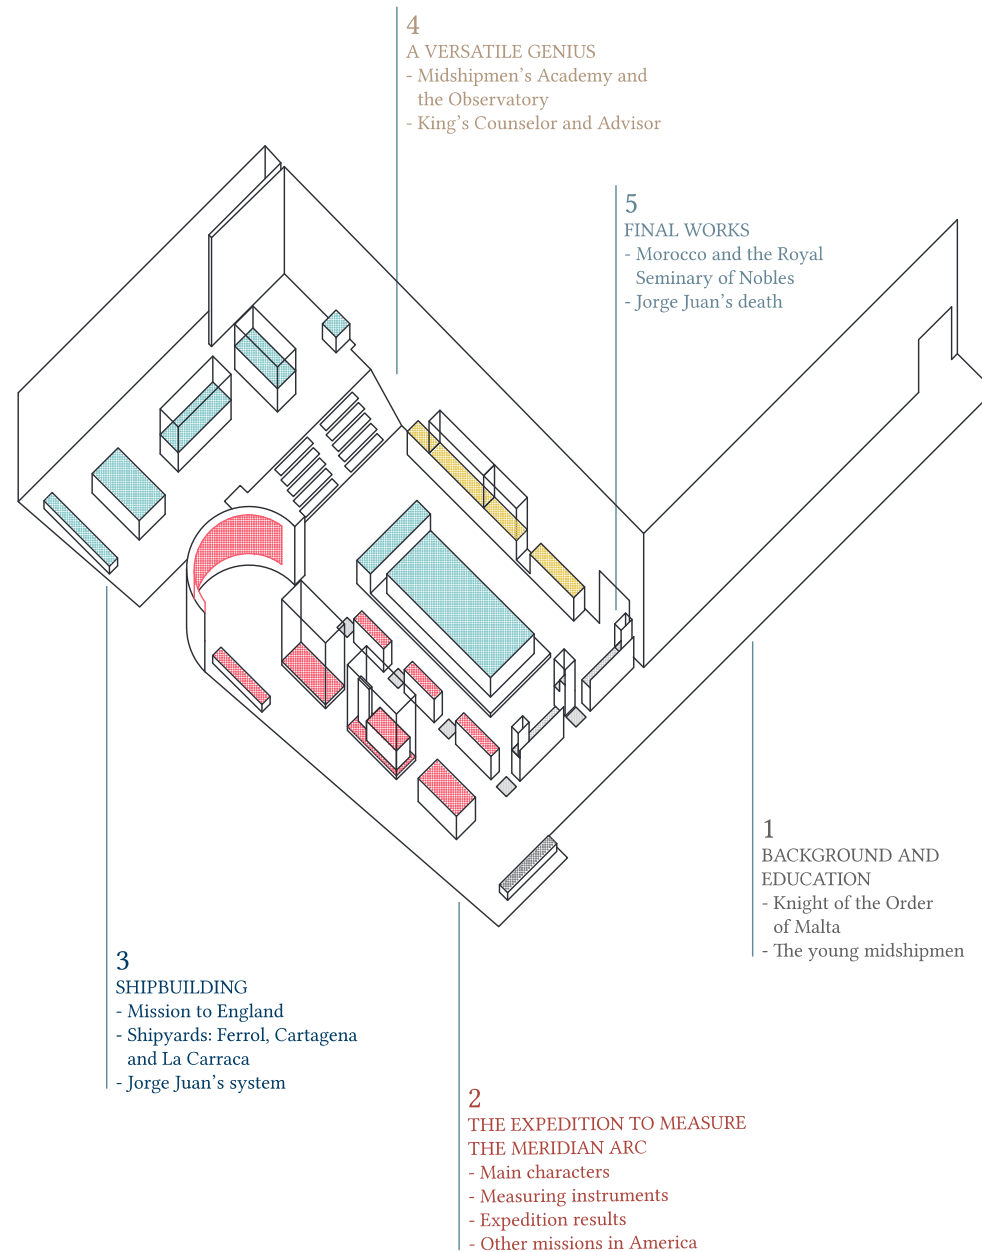 4
A VERSATILE GENIUS
- Midshipmen’s Academy and
the Observatory
- King’s Counselor and Advisor
5
FINAL WORKS
- Morocco and the Royal
Seminary of Nobles
- Jorge Juan’s death
1
BACKGROUND AND
EDUCATION
- Knight of the Order
of Malta
- The young midshipmen
3
SHIPBUILDING
- Mission to England
- Shipyards: Ferrol, Cartagena
and La Carraca
- Jorge Juan’s system
2
THE EXPEDITION TO MEASURE
THE MERIDIAN ARC
- Main characters
- Measuring instruments
- Expedition results
- Other missions in America